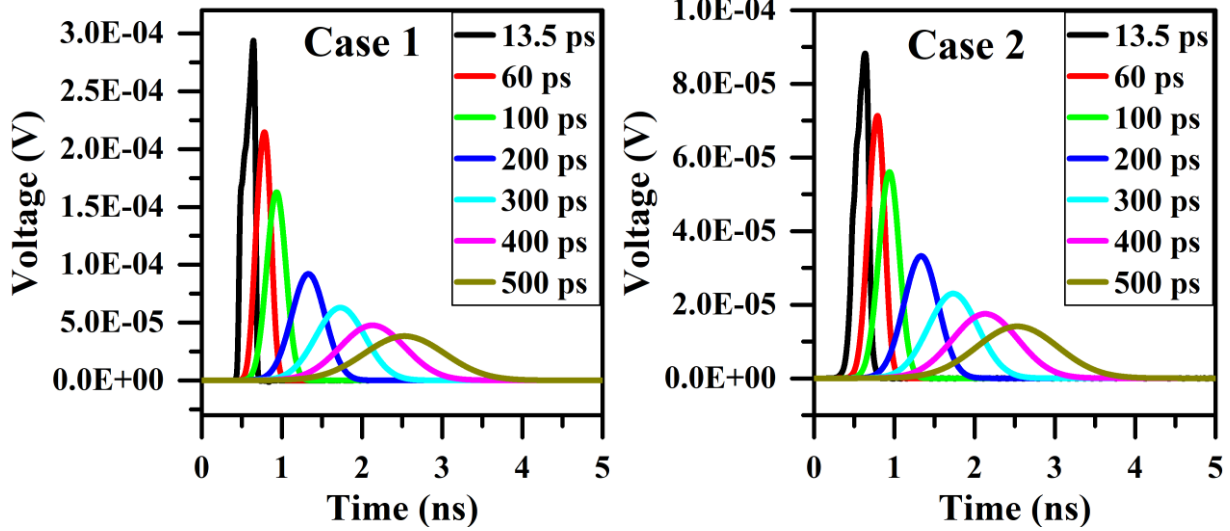 Case 1
13.5 ps
60 ps
100 ps
200 ps
300 ps
400 ps
500 ps
3.0E-04
2.5E-04
2.0E-04
1.5E-04
1.0E-04
5.0E-05
0.0E+00
Voltage (V)
0 1 2 3 4 5
Time (ns)
Case 2
13.5 ps
60 ps
100 ps
200 ps
300 ps
400 ps
500 ps
1.0E-04
8.0E-05
6.0E-05
4.0E-05
2.0E-05
0.0E+00
Voltage (V)
0 1 2 3 4 5
Time (ns)